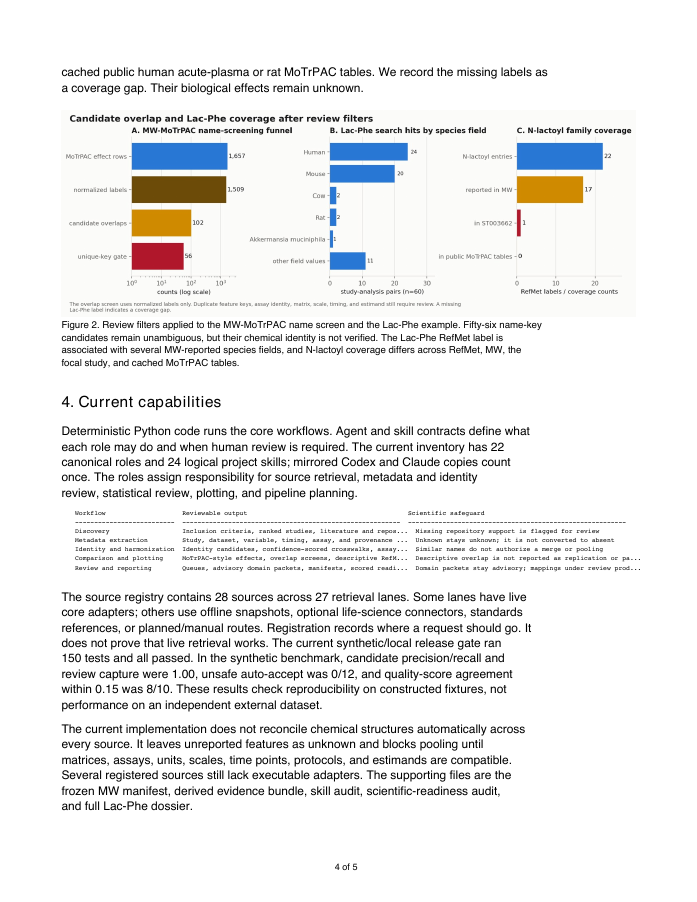 cached public human acute-plasma or rat MoTrPAC tables. We record the missing labels as
a coverage gap. Their biological effects remain unknown.
Candidate overlap and Lac-Phe coverage after review filters
A. MW-MoTrPAC name-screening funnel
MoTrPAC effect rows 1,657
normalized labels 1,509
candidate overlaps 102
unique-key gate 56
10⁰ 10¹ 10² 10³
counts (log scale)
B. Lac-Phe search hits by species field
Human 24
Mouse 20
Cow 2
Rat 2
Akkermansia muciniphila 1
other field values 11
0 10 20 30
study-analysis pairs (n=60)
C. N-lactoyl family coverage
N-lactoyl entries 22
reported in MW 17
in ST003662 1
in public MoTrPAC tables 0
0 10 20
RefMet labels / coverage counts
The overlap screen uses normalized labels only. Duplicate feature keys, assay identity, matrix, scale, timing, and estimand still require review. A missing
Lac-Phe label indicates a coverage gap.
Figure 2. Review filters applied to the MW-MoTrPAC name screen and the Lac-Phe example. Fifty-six name-key
candidates remain unambiguous, but their chemical identity is not verified. The Lac-Phe RefMet label is
associated with several MW-reported species fields, and N-lactoyl coverage differs across RefMet, MW, the
focal study, and cached MoTrPAC tables.
4. Current capabilities
Deterministic Python code runs the core workflows. Agent and skill contracts define what
each role may do and when human review is required. The current inventory has 22
canonical roles and 24 logical project skills; mirrored Codex and Claude copies count
once. The roles assign responsibility for source retrieval, metadata and identity
review, statistical review, plotting, and pipeline planning.
Workflow Reviewable output Scientific safeguard
Discovery Inclusion criteria, ranked studies, literature and repos... Missing repository support is flagged for review
Metadata extraction Study, dataset, variable, timing, assay, and provenance ... Unknown stays unknown; it is not converted to absent
Identity and harmonization Identity candidates, confidence-scored crosswalks, assay... Similar names do not authorize a merge or pooling
Comparison and plotting MoTrPAC-style effects, overlap screens, descriptive RefM... Descriptive overlap is not reported as replication or pa...
Review and reporting Queues, advisory domain packets, manifests, scored readi... Domain packets stay advisory; mappings under review prod...
The source registry contains 28 sources across 27 retrieval lanes. Some lanes have live
core adapters; others use offline snapshots, optional life-science connectors, standards
references, or planned/manual routes. Registration records where a request should go. It
does not prove that live retrieval works. The current synthetic/local release gate ran
150 tests and all passed. In the synthetic benchmark, candidate precision/recall and
review capture were 1.00, unsafe auto-accept was 0/12, and quality-score agreement
within 0.15 was 8/10. These results check reproducibility on constructed fixtures, not
performance on an independent external dataset.
The current implementation does not reconcile chemical structures automatically across
every source. It leaves unreported features as unknown and blocks pooling until
matrices, assays, units, scales, time points, protocols, and estimands are compatible.
Several registered sources still lack executable adapters. The supporting files are the
frozen MW manifest, derived evidence bundle, skill audit, scientific-readiness audit,
and full Lac-Phe dossier.
4 of 5